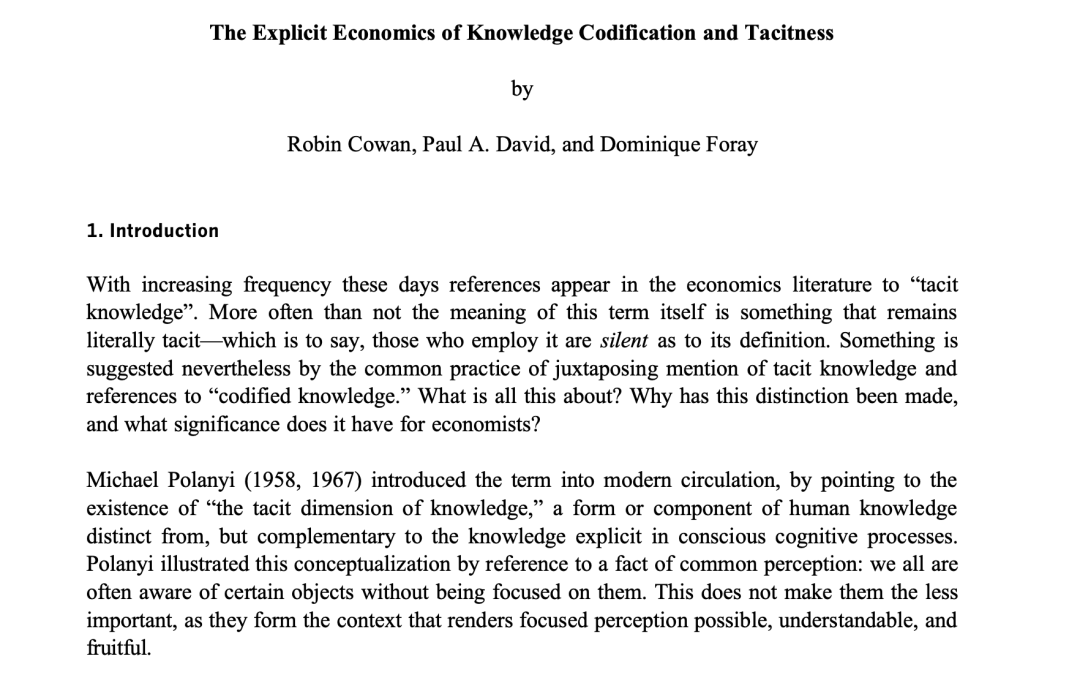 The Explicit Economics of Knowledge Codification and Tacitness
by
Robin Cowan, Paul A. David, and Dominique Foray
1. Introduction
With increasing frequency these days references appear in the economics literature to “tacit
knowledge”. More often than not the meaning of this term itself is something that remains
literally tacit—which is to say, those who employ it are silent as to its definition. Something is
suggested nevertheless by the common practice of juxtaposing mention of tacit knowledge and
references to “codified knowledge.” What is all this about? Why has this distinction been made,
and what significance does it have for economists?
Michael Polanyi (1958, 1967) introduced the term into modern circulation, by pointing to the
existence of “the tacit dimension of knowledge,” a form or component of human knowledge
distinct from, but complementary to the knowledge explicit in conscious cognitive processes.
Polanyi illustrated this conceptualization by reference to a fact of common perception: we all are
often aware of certain objects without being focused on them. This does not make them the less
important, as they form the context that renders focused perception possible, understandable, and
fruitful.